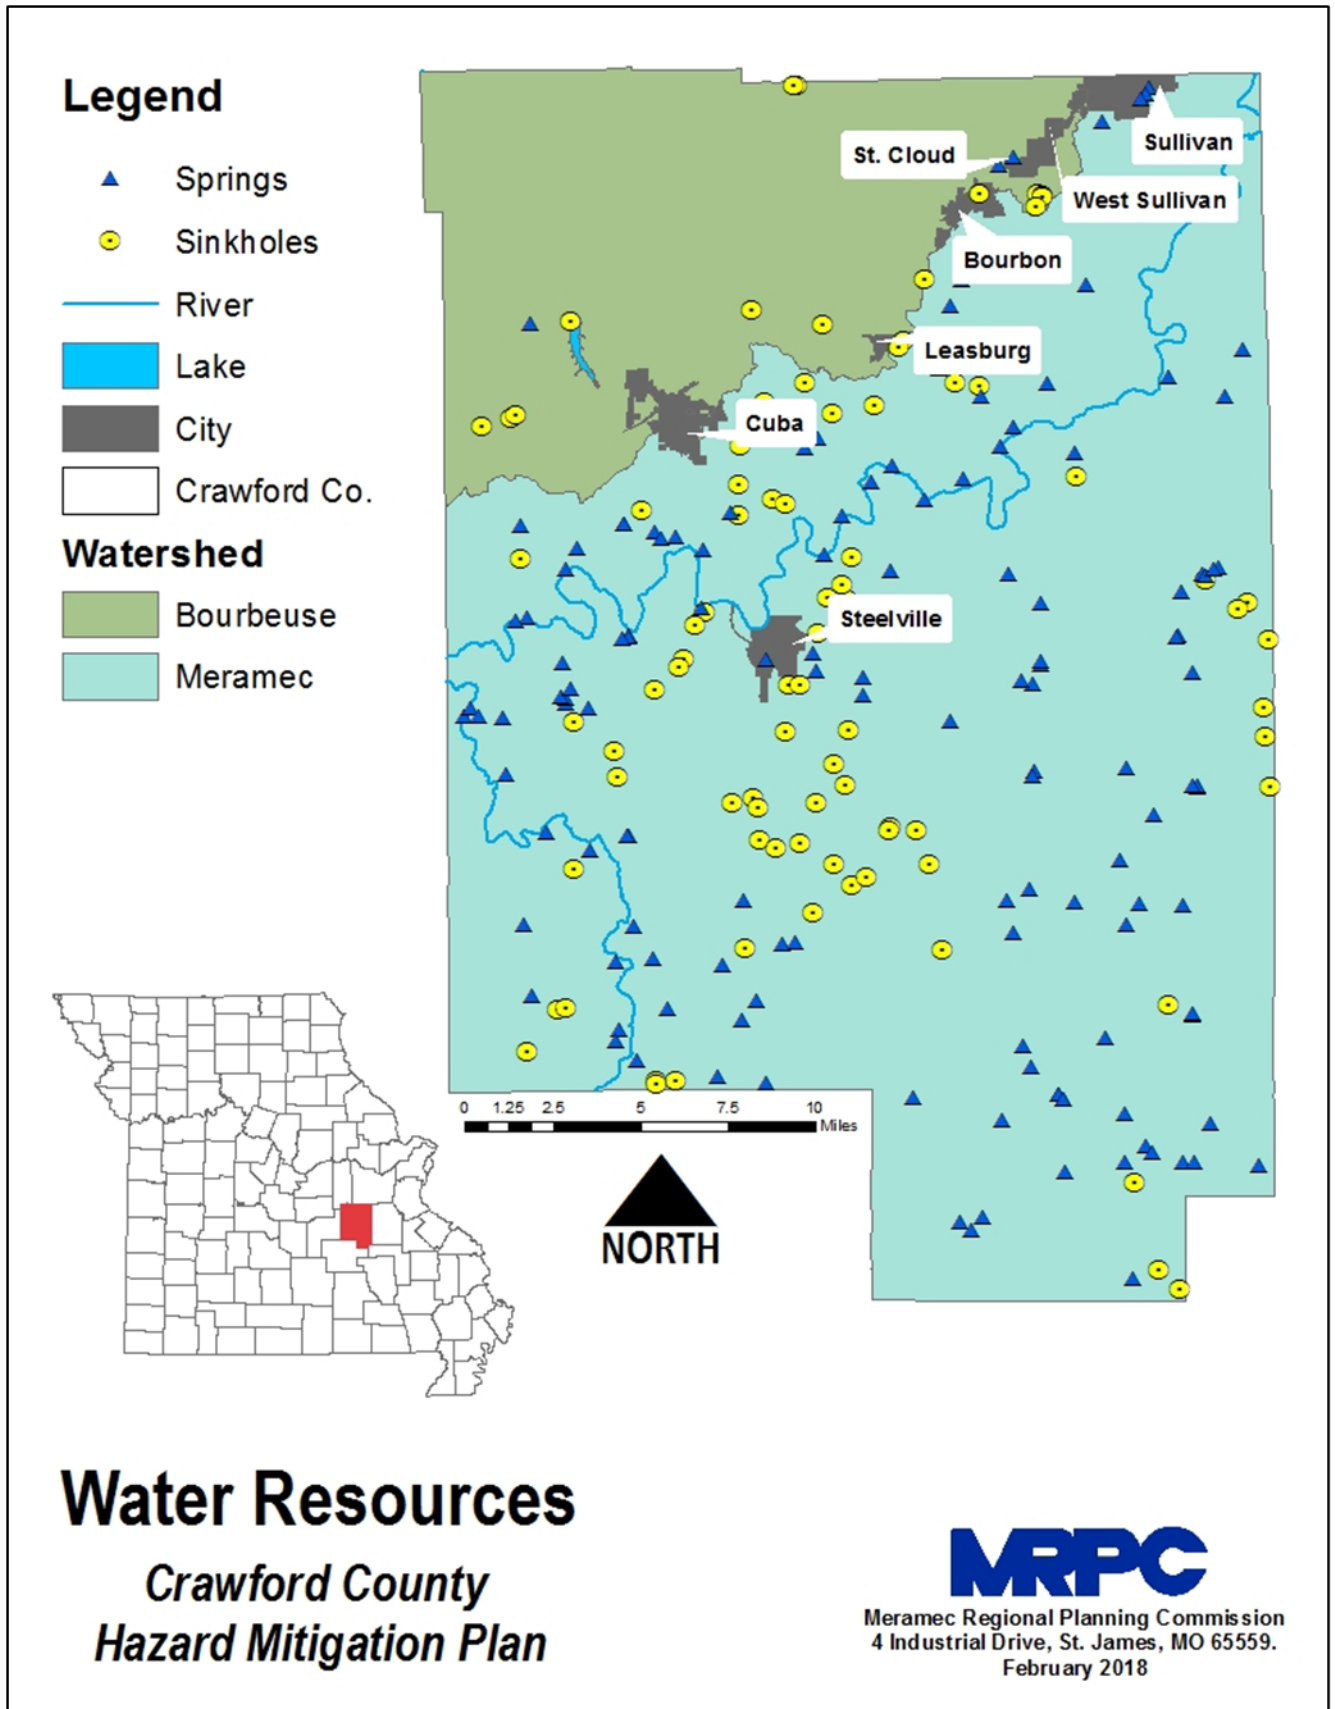 Legend
Springs
Sinkholes
River
Lake
City
Crawford Co.
Watershed
Bourbeuse
Meramec
St. Cloud
Sullivan
West Sullivan
Bourbon
Leasburg
Cuba
Steelville
0 1.25 2.5 5 7.5 10
Miles
NORTH
Water Resources
Crawford County
Hazard Mitigation Plan
MRPC
Meramec Regional Planning Commission
4 Industrial Drive, St. James, MO 65559.
February 2018